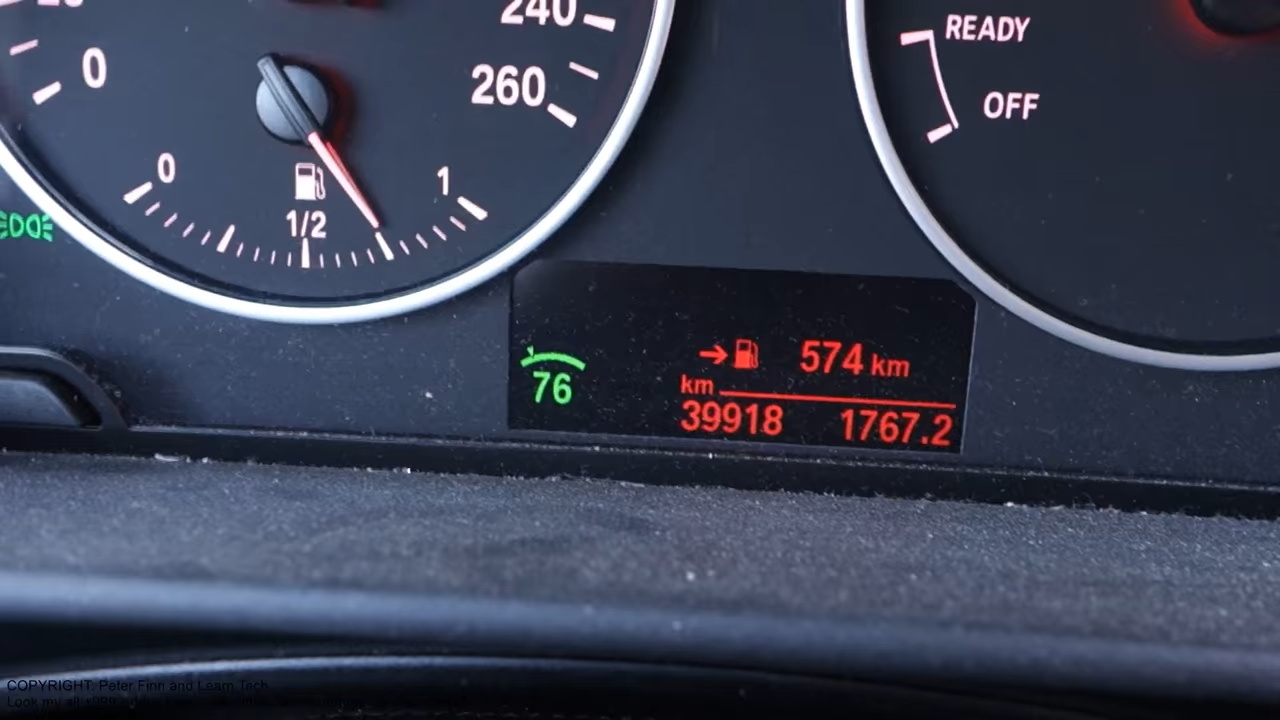 240
260
0
0
1/2
1
READY
OFF
76
574 km
km
39918 1767.2
COPYRIGHT: Peter Finn and Learn Tech